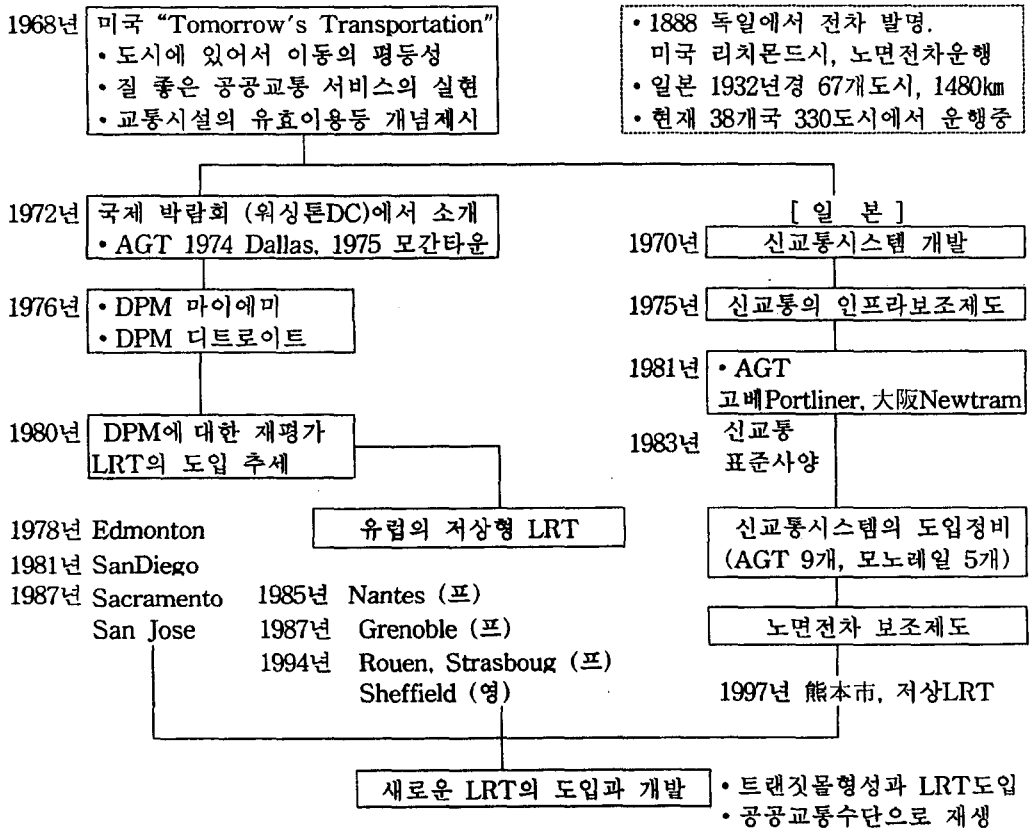 1968년 미국 “Tomorrow's Transportation”
• 도시에 있어서 이동의 평등성
• 질 좋은 공공교통 서비스의 실현
• 교통시설의 유효이용등 개념제시
• 1888 독일에서 전차 발명.
미국 리치몬드시, 노면전차운행
• 일본 1932년경 67개도시, 1480㎞
• 현재 38개국 330도시에서 운행중
1972년 국제 박람회 (워싱톤DC)에서 소개
• AGT 1974 Dallas, 1975 모간타운
1976년 • DPM 마이에미
• DPM 디트로이트
1980년 DPM에 대한 재평가
LRT의 도입 추세
유럽의 저상형 LRT
1978년 Edmonton
1981년 SanDiego
1987년 Sacramento
San Jose
1985년 Nantes (프)
1987년 Grenoble (프)
1994년 Rouen, Strasboug (프)
Sheffield (영)
[ 일 본 ]
1970년 신교통시스템 개발
1975년 신교통의 인프라보조제도
1981년 • AGT
고베Portliner, 大阪Newtram
1983년 신교통
표준사양
신교통시스템의 도입정비
(AGT 9개, 모노레일 5개)
노면전차 보조제도
1997년 熊本市, 저상LRT
새로운 LRT의 도입과 개발
• 트랜짓몰형성과 LRT도입
• 공공교통수단으로 재생